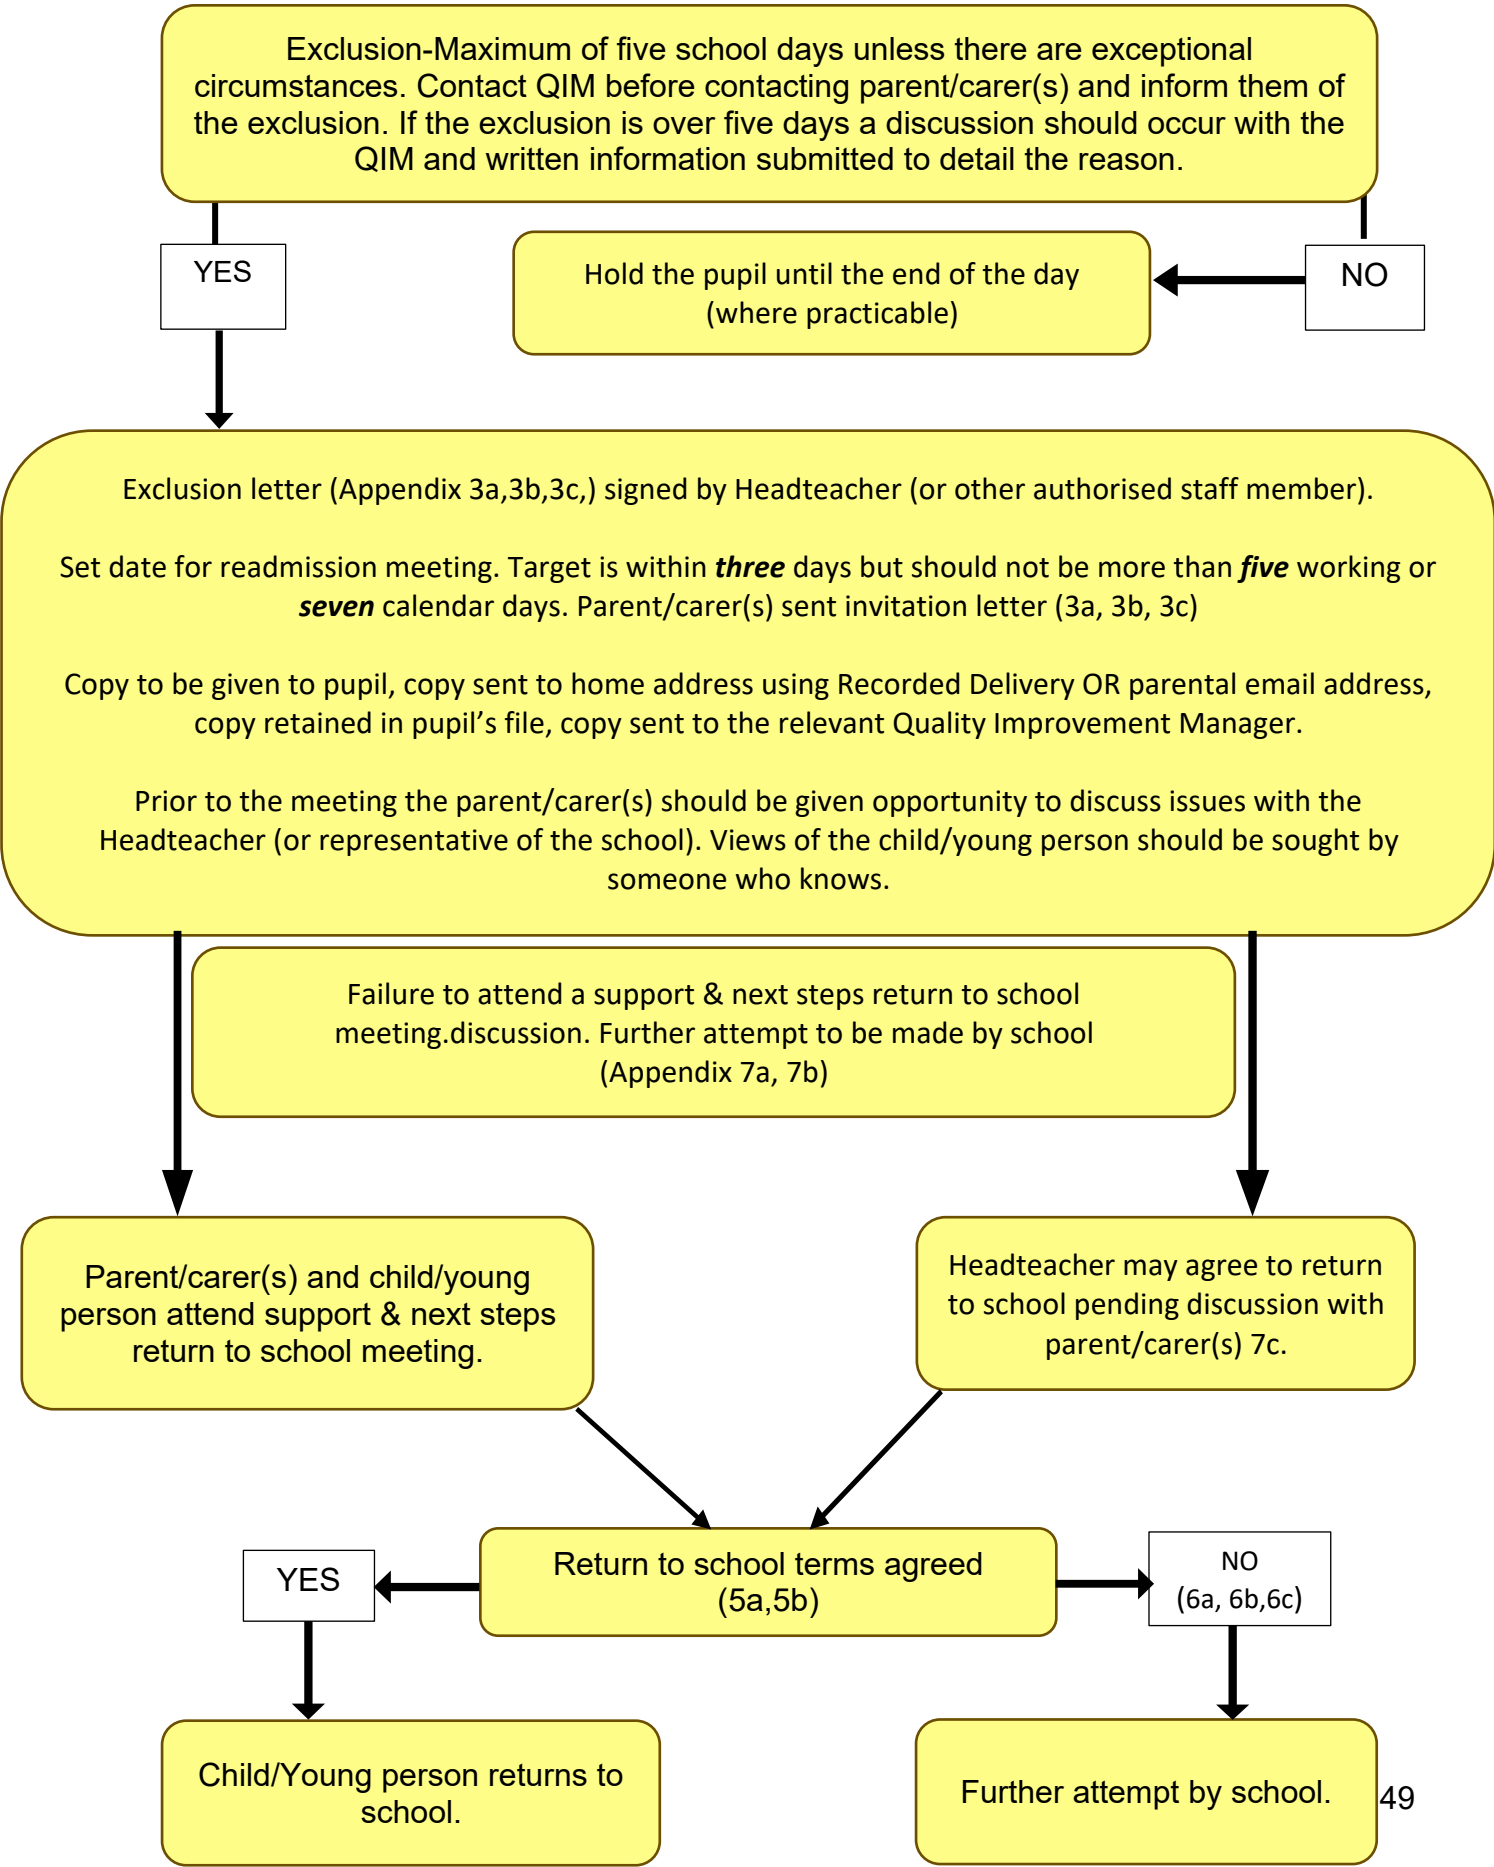 Exclusion-Maximum of five school days unless there are exceptional
circumstances. Contact QIM before contacting parent/carer(s) and inform them of
the exclusion. If the exclusion is over five days a discussion should occur with the
QIM and written information submitted to detail the reason.
YES
Hold the pupil until the end of the day
(where practicable)
NO
Exclusion letter (Appendix 3a,3b,3c,) signed by Headteacher (or other authorised staff member).
Set date for readmission meeting. Target is within three days but should not be more than five working or
seven calendar days. Parent/carer(s) sent invitation letter (3a, 3b, 3c)
Copy to be given to pupil, copy sent to home address using Recorded Delivery OR parental email address,
copy retained in pupil’s file, copy sent to the relevant Quality Improvement Manager.
Prior to the meeting the parent/carer(s) should be given opportunity to discuss issues with the
Headteacher (or representative of the school). Views of the child/young person should be sought by
someone who knows.
Failure to attend a support & next steps return to school
meeting.discussion. Further attempt to be made by school
(Appendix 7a, 7b)
Parent/carer(s) and child/young
person attend support & next steps
return to school meeting.
Headteacher may agree to return
to school pending discussion with
parent/carer(s) 7c.
YES
Return to school terms agreed
(5a,5b)
NO
(6a, 6b,6c)
Child/Young person returns to
school.
Further attempt by school.
49